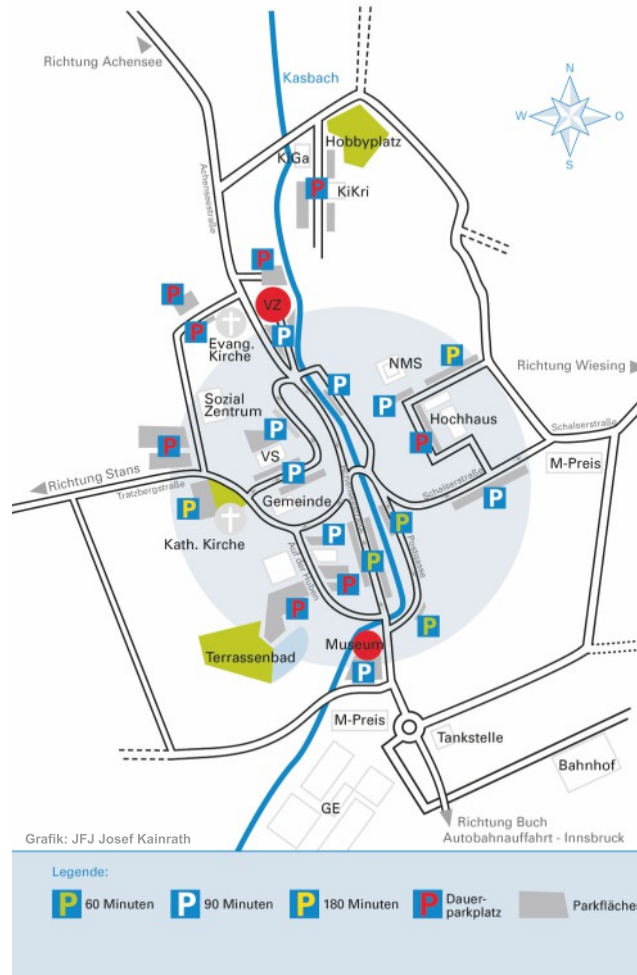 Richtung Achensee
Kasbach
N
W
O
S
KiGa
Hobbyplatz
P
KiKri
Achenseestraße
P
P
VZ
P
Evang.
Kirche
P
NMS
P
Richtung Wiesing
P
P
Sozial
Zentrum
P
Hochhaus
P
Schalserstraße
P
VS
P
M-Preis
Richtung Stans
P
Tratzbergstraße
Gemeinde
Schalserstraße
P
P
P
Kath. Kirche
P
Poststrasse
Auf der Huben
P
P
P
P
Terrassenbad
Museum
P
M-Preis
Tankstelle
Bahnhof
GE
Richtung Buch
Autobahnauffahrt - Innsbruck
Grafik: JFJ Josef Kainrath
Legende:
P 60 Minuten P 90 Minuten P 180 Minuten P Dauer-
parkplatz Parkfläche